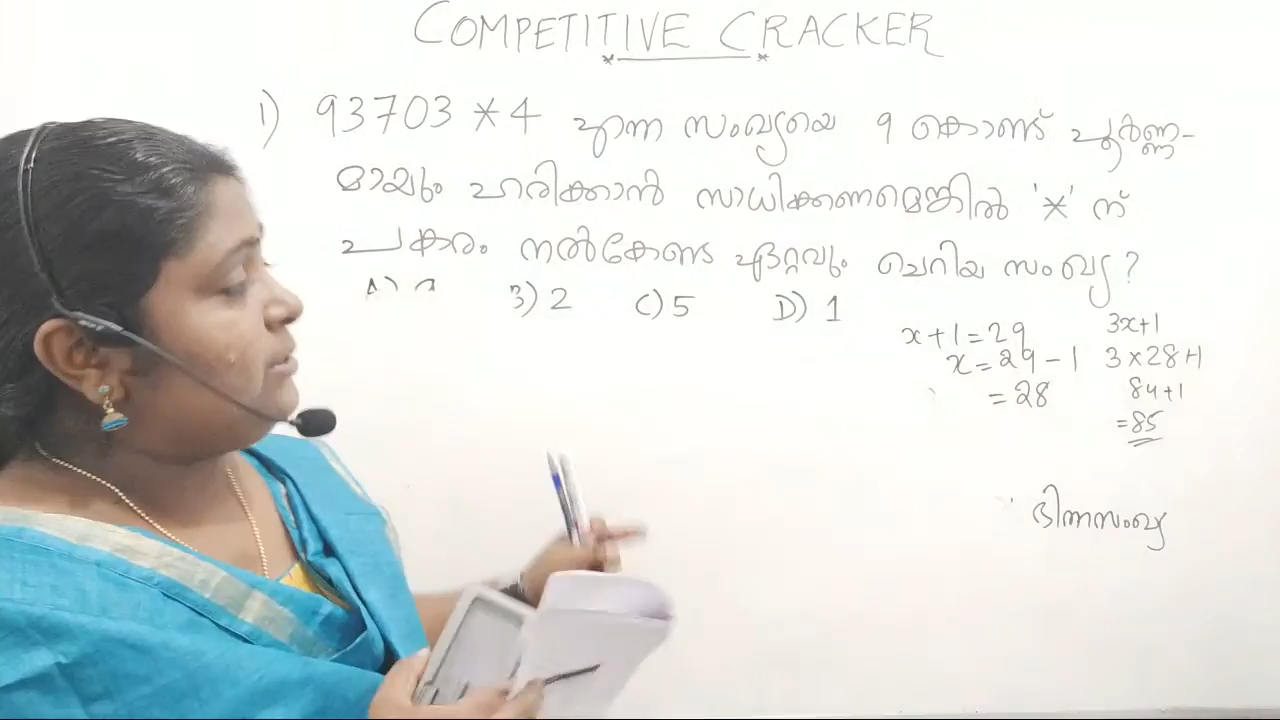 COMPETITIVE CRACKER
1) 93703 * 4 എന്ന സംഖ്യയെ 9 കൊണ്ട് പൂർണ്ണ-
മായും ഹരിക്കാൻ സാധിക്കണമെങ്കിൽ '*' ന്
പകരം നൽകേണ്ട ഏറ്റവും ചെറിയ സംഖ്യ ?
B) 2 C) 5 D) 1
x + 1 = 29
x = 29 - 1
= 28
3x+1
3 × 28 + 1
84 + 1
= 85
ഭിന്നസംഖ്യ